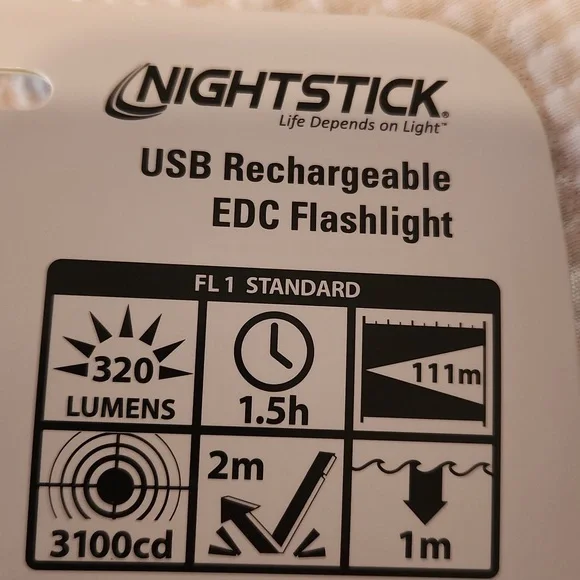 NIGHTSTICK®
Life Depends on Light™
USB Rechargeable
EDC Flashlight
FL 1 STANDARD
320
LUMENS
1.5h
111m
3100cd
2m
1m